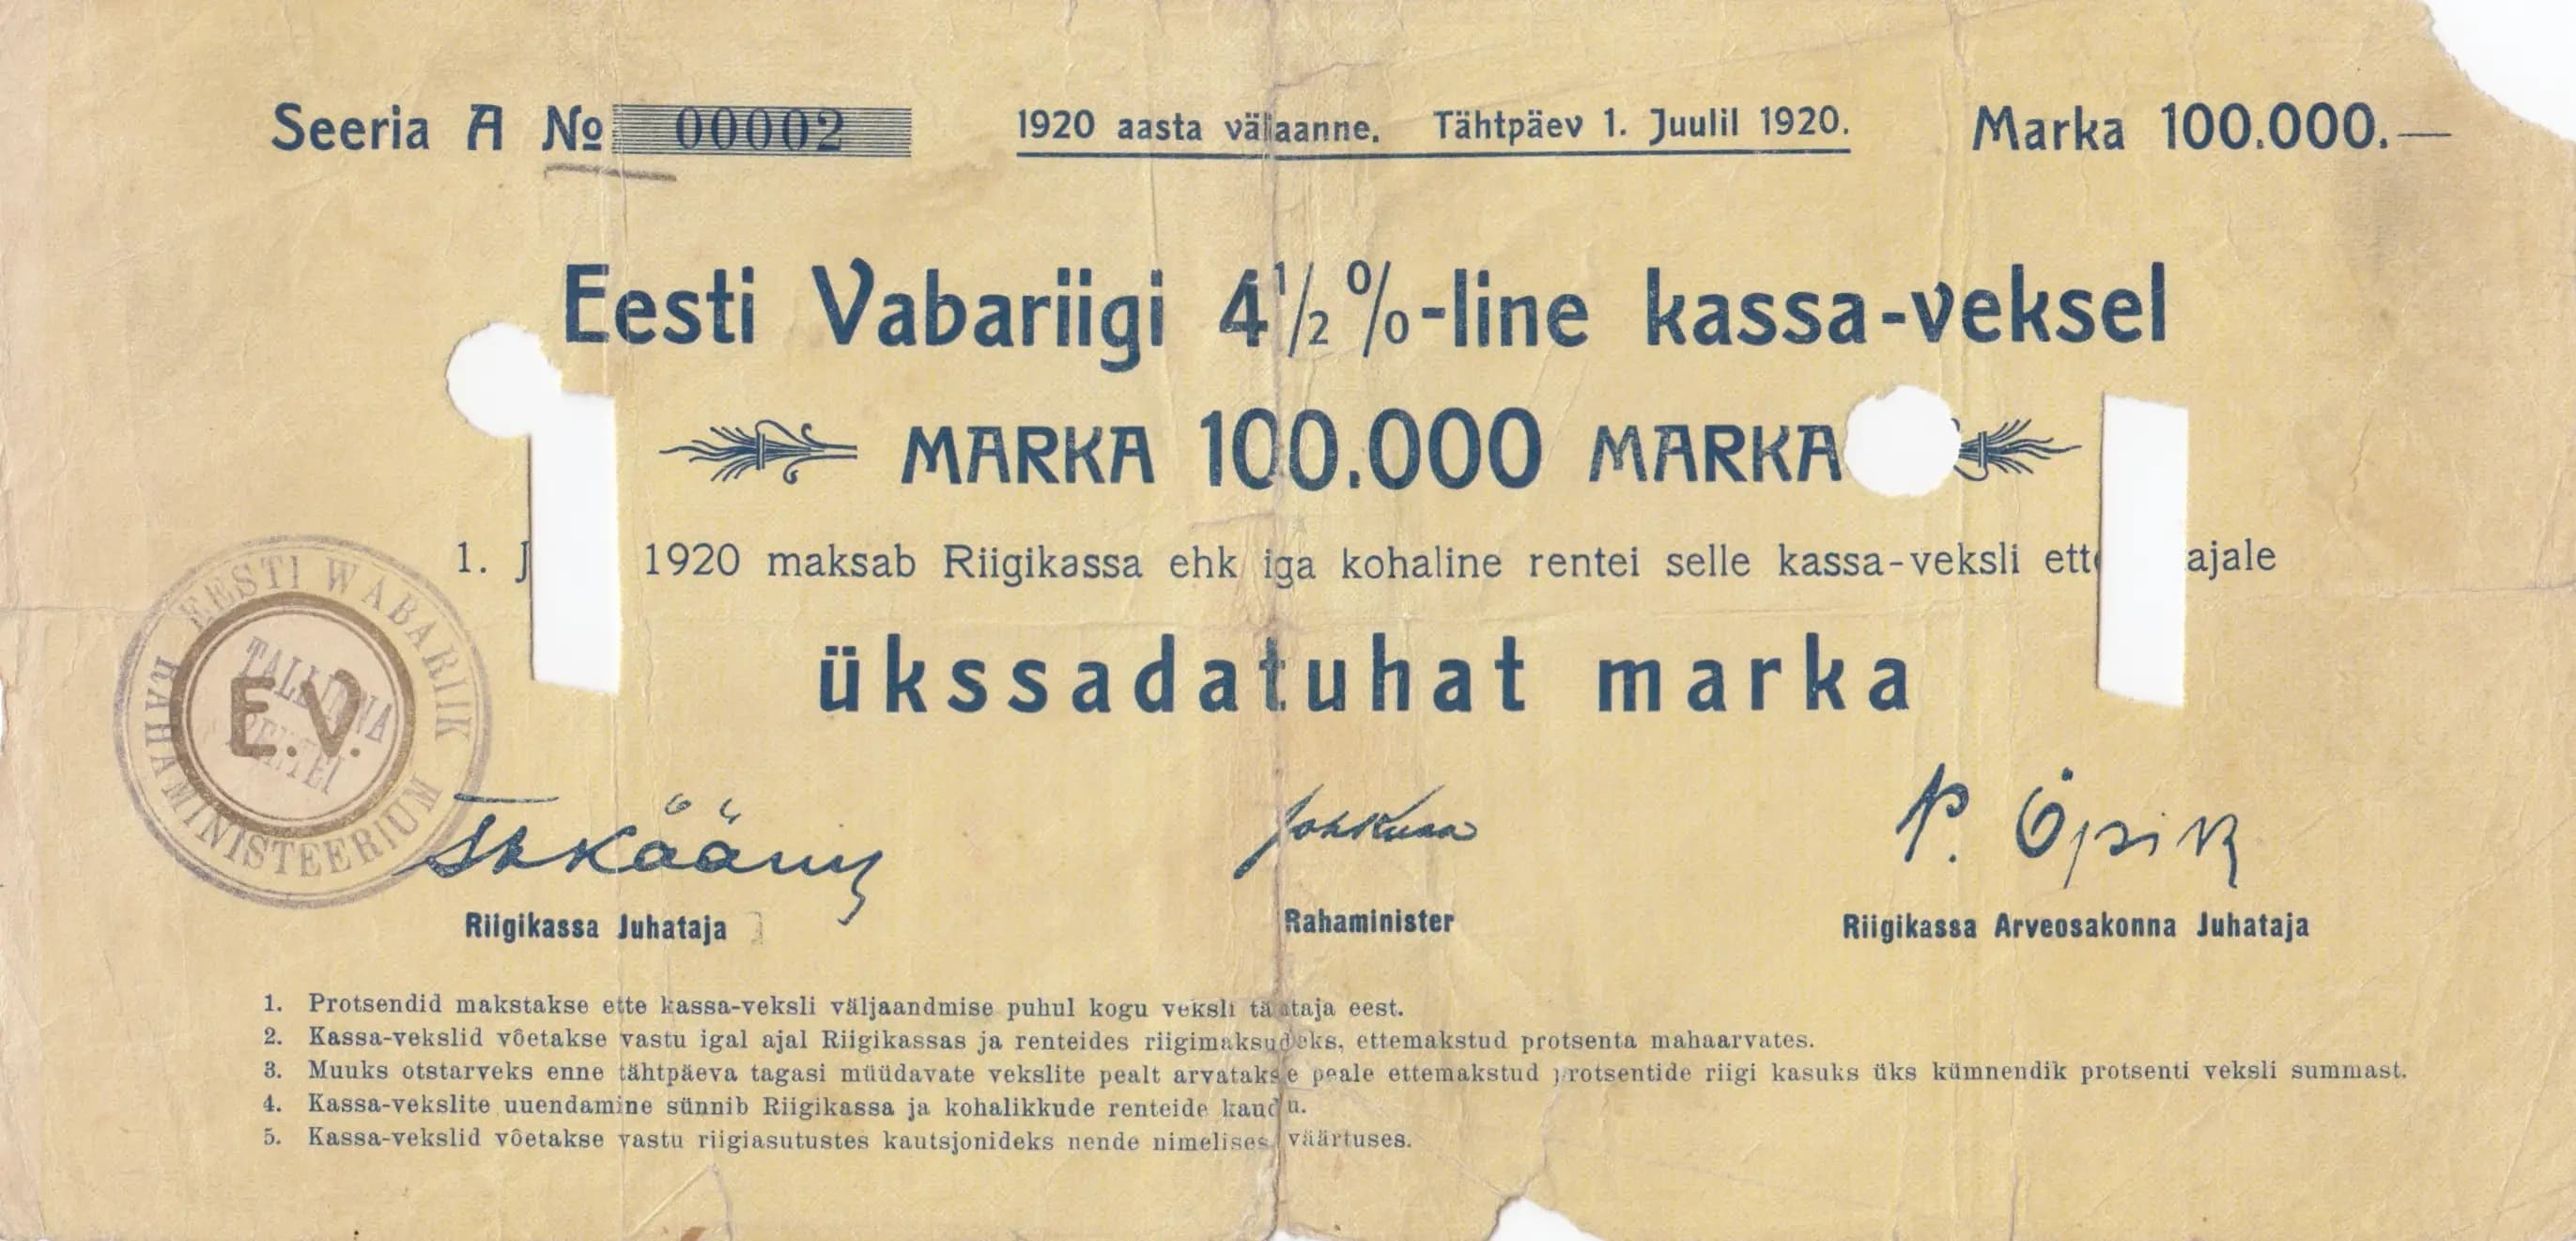 Seeria A № 00002
1920 aasta väljaanne. Tähtpäev 1. Juulil 1920.
Marka 100.000.—
Eesti Vabariigi 4½%-line kassa-veksel
MARKA 100.000 MARKA
1. J 1920 maksab Riigikassa ehk iga kohaline rentei selle kassa-veksli ajale
ükssadatuhat marka
EESTI WABARIIK
RAHAMINISTEERIUM
TALLINNA
RENTEI
E.V.
P. Öpik
Riigikassa Juhataja
Rahaminister
Riigikassa Arveosakonna Juhataja
1. Protsendid makstakse ette kassa-veksli väljaandmise puhul kogu veksli tähtaja eest.
2. Kassa-vekslid võetakse vastu igal ajal Riigikassas ja renteides riigimaksudeks, ettemakstud protsenta mahaarvates.
3. Muuks otstarveks enne tähtpäeva tagasi müüdavate vekslite pealt arvatakse peale ettemakstud protsentide riigi kasuks üks kümnendik protsenti veksli summast.
4. Kassa-vekslite uuendamine sünnib Riigikassa ja kohalikkude renteide kaudu.
5. Kassa-vekslid võetakse vastu riigiasutustes kautsjonideks nende nimelises väärtuses.